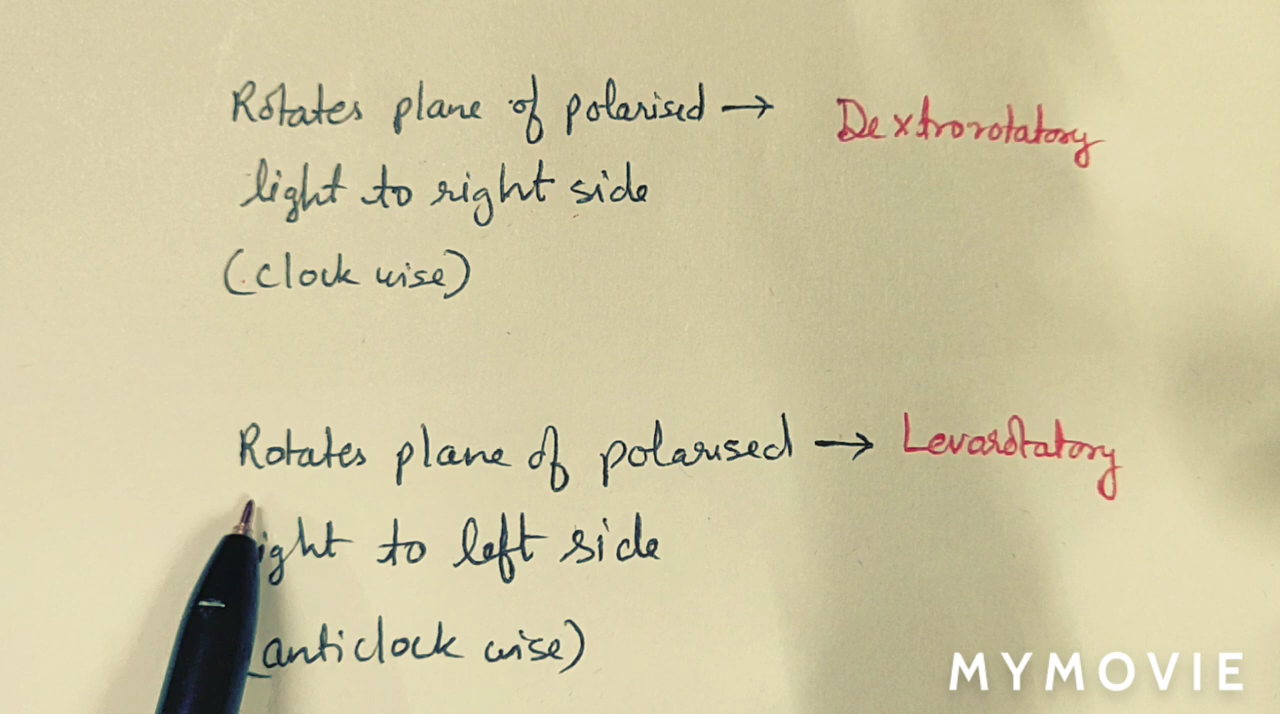 Rotates plane of polarised → Dextrorotatory
light to right side
(clock wise)
Rotates plane of polarised → Levarotatory
ight to left side
(anticlock wise)
MYMOVIE